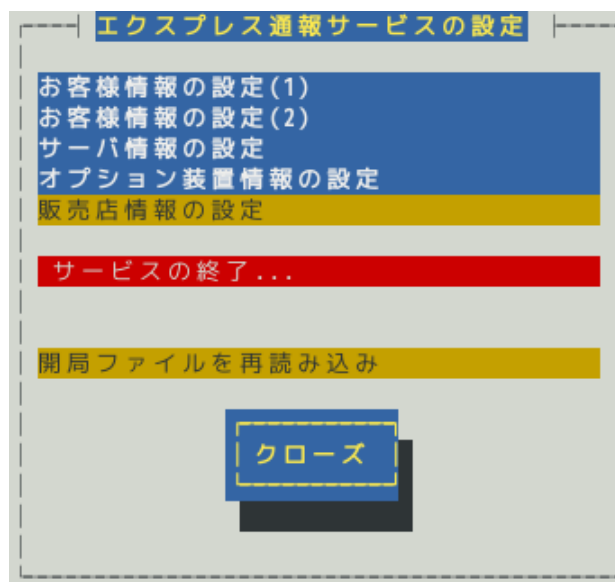 エクスプレス通報サービスの設定
お客様情報の設定(1)
お客様情報の設定(2)
サーバ情報の設定
オプション装置情報の設定
販売店情報の設定
サービスの終了...
開局ファイルを再読み込み
クローズ